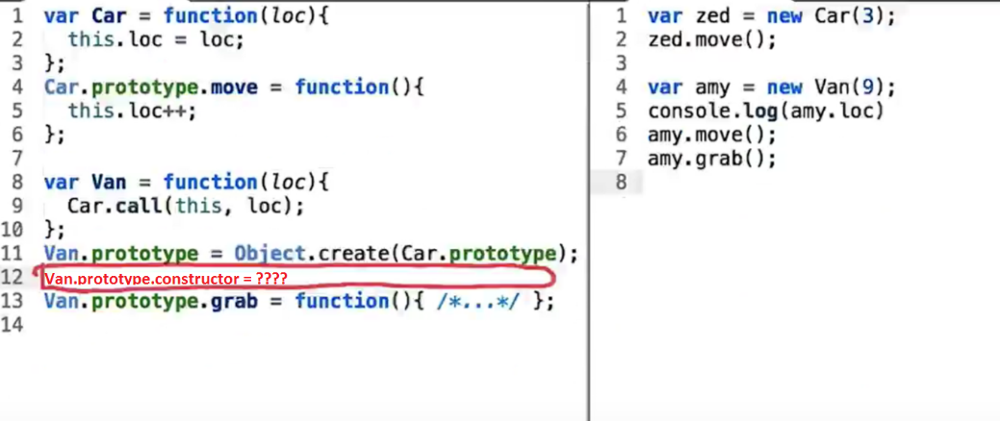 1 var Car = function(loc){
2   this.loc = loc;
3 };
4 Car.prototype.move = function(){
5   this.loc++;
6 };
7
8 var Van = function(loc){
9   Car.call(this, loc);
10 };
11 Van.prototype = Object.create(Car.prototype);
12 Van.prototype.constructor = ????
13 Van.prototype.grab = function(){ /*...*/ };
14
1 var zed = new Car(3);
2 zed.move();
3
4 var amy = new Van(9);
5 console.log(amy.loc)
6 amy.move();
7 amy.grab();
8